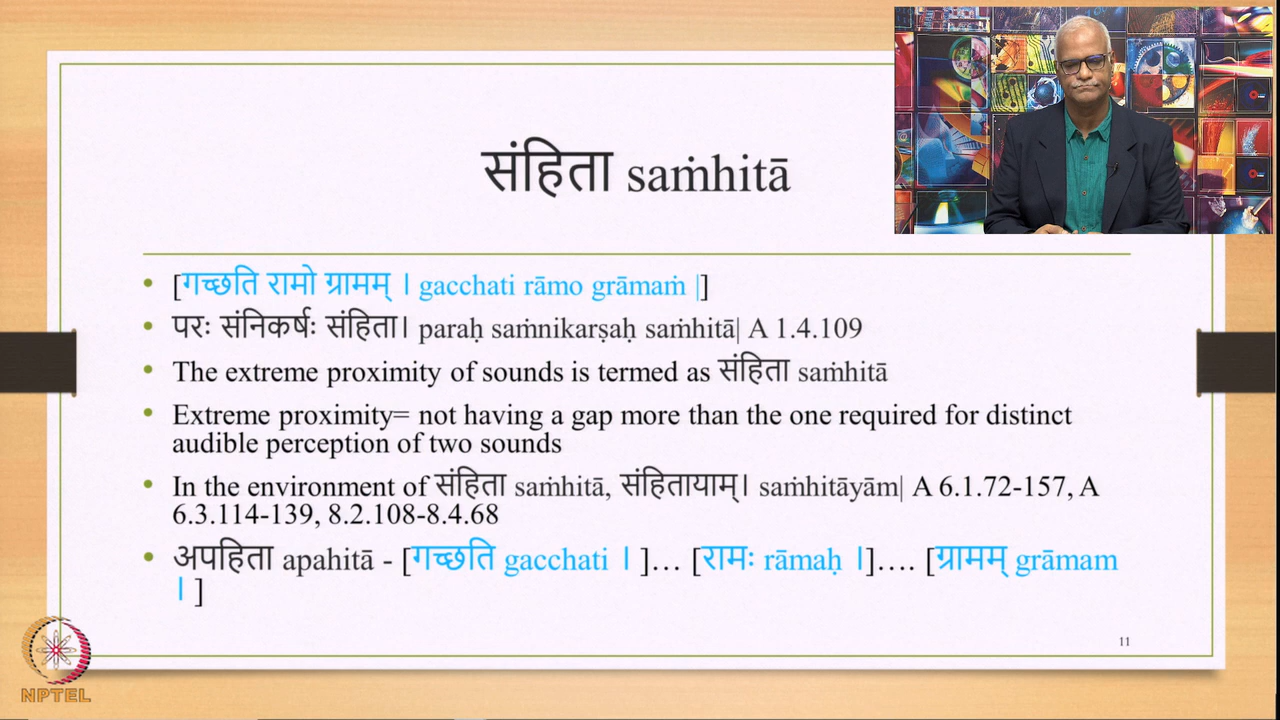 संहिता saṁhitā
• [गच्छति रामो ग्रामम् । gacchati rāmo grāmaṁ |]
• परः संनिकर्षः संहिता। paraḥ saṁnikarṣaḥ saṁhitā| A 1.4.109
• The extreme proximity of sounds is termed as संहिता saṁhitā
• Extreme proximity= not having a gap more than the one required for distinct
audible perception of two sounds
• In the environment of संहिता saṁhitā, संहितायाम्। saṁhitāyām| A 6.1.72-157, A
6.3.114-139, 8.2.108-8.4.68
• अपहिता apahitā - [गच्छति gacchati । ]… [रामः rāmaḥ ।]…. [ग्रामम् grāmam
। ]
11
NPTEL